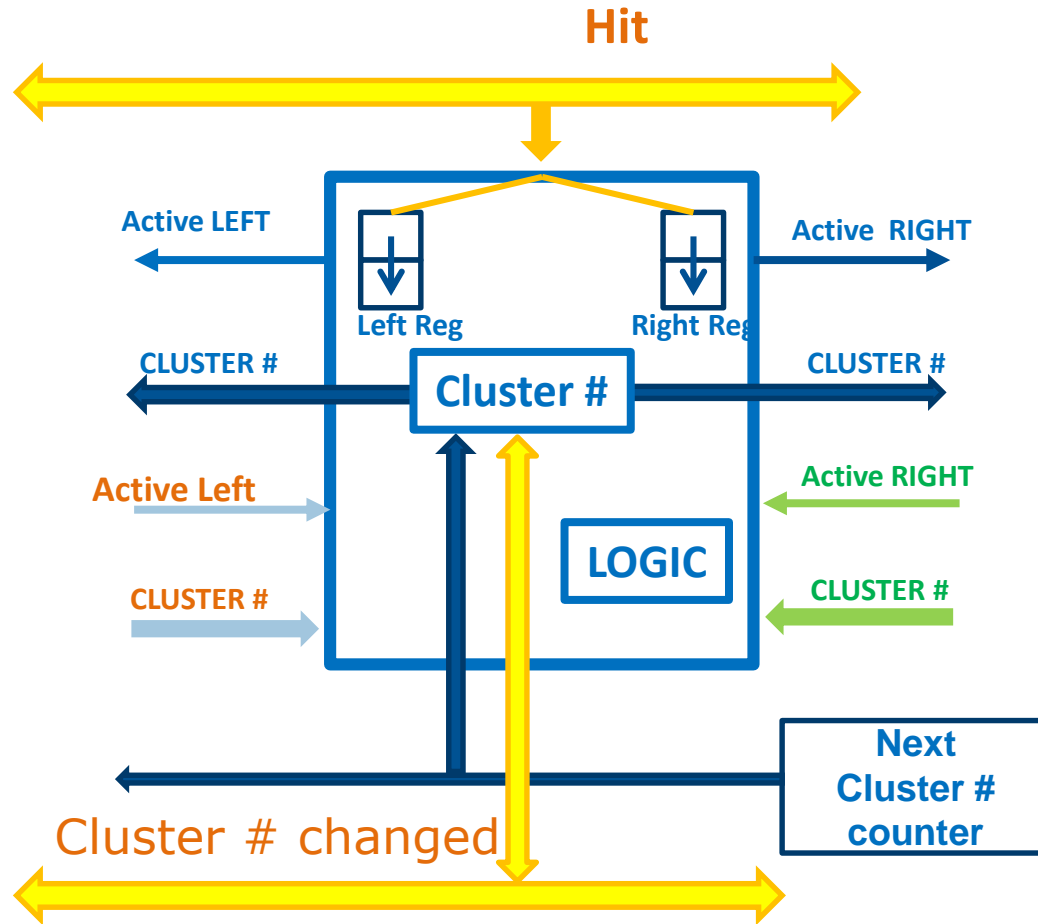 Hit
Active LEFT
Active RIGHT
Left Reg
Right Reg
CLUSTER #
Cluster #
CLUSTER #
Active Left
Active RIGHT
LOGIC
CLUSTER #
CLUSTER #
Next
Cluster #
counter
Cluster # changed